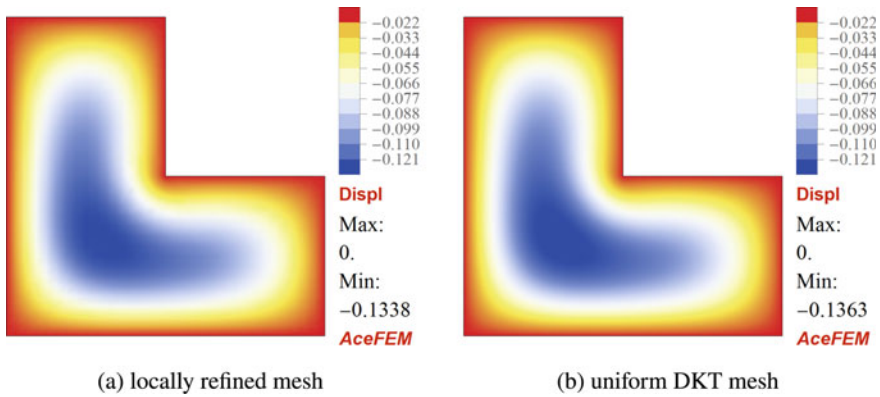 -0.022
-0.033
-0.044
-0.055
-0.066
-0.077
-0.088
-0.099
-0.110
-0.121
Displ
Max:
0.
Min:
-0.1338
AceFEM
(a) locally refined mesh
-0.022
-0.033
-0.044
-0.055
-0.066
-0.077
-0.088
-0.099
-0.110
-0.121
Displ
Max:
0.
Min:
-0.1363
AceFEM
(b) uniform DKT mesh